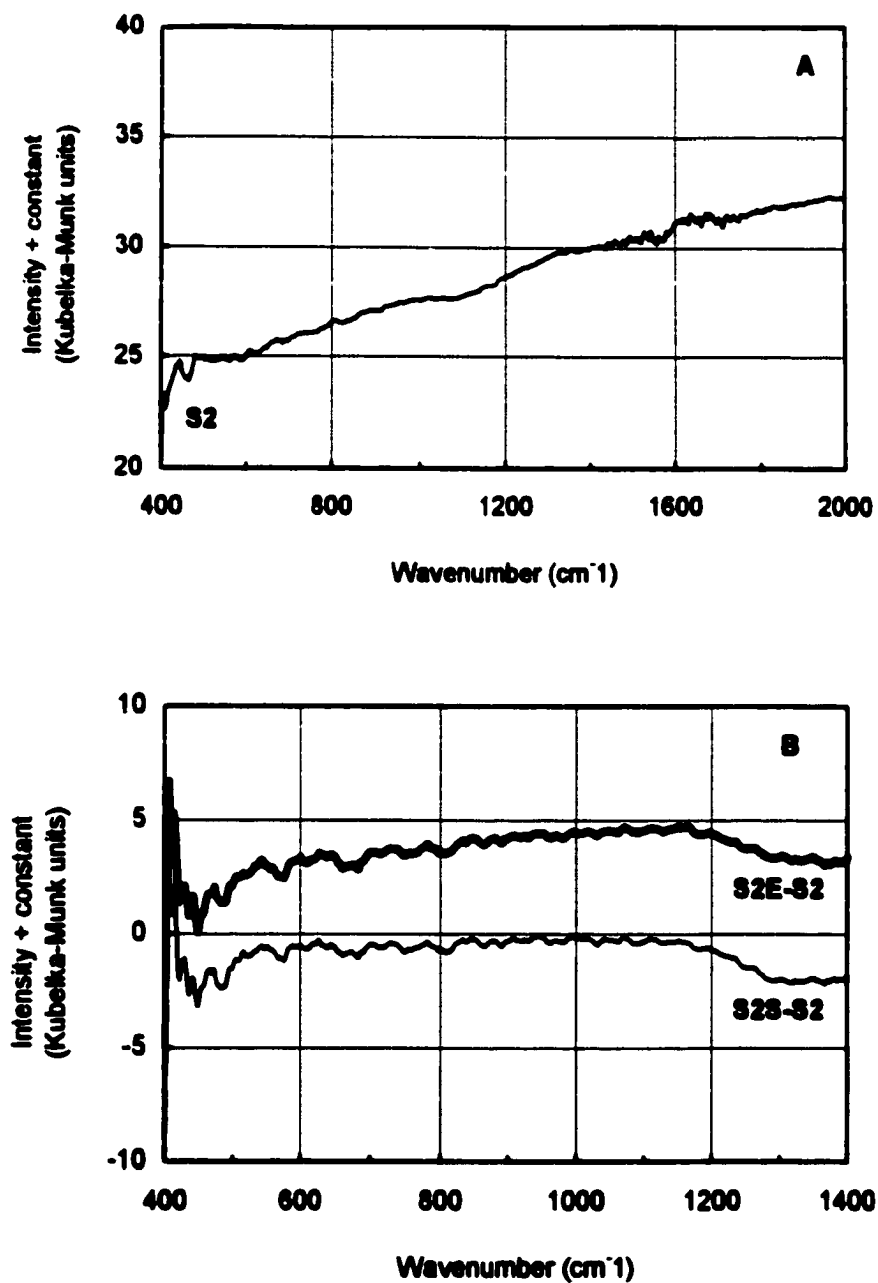 A
Intensity + constant
(Kubelka-Munk units)
40
35
30
25
20
S2
400 800 1200 1600 2000
Wavenumber (cm⁻1)
B
Intensity + constant
(Kubelka-Munk units)
10
5
0
-5
-10
S2E-S2
S2S-S2
400 600 800 1000 1200 1400
Wavenumber (cm⁻1)